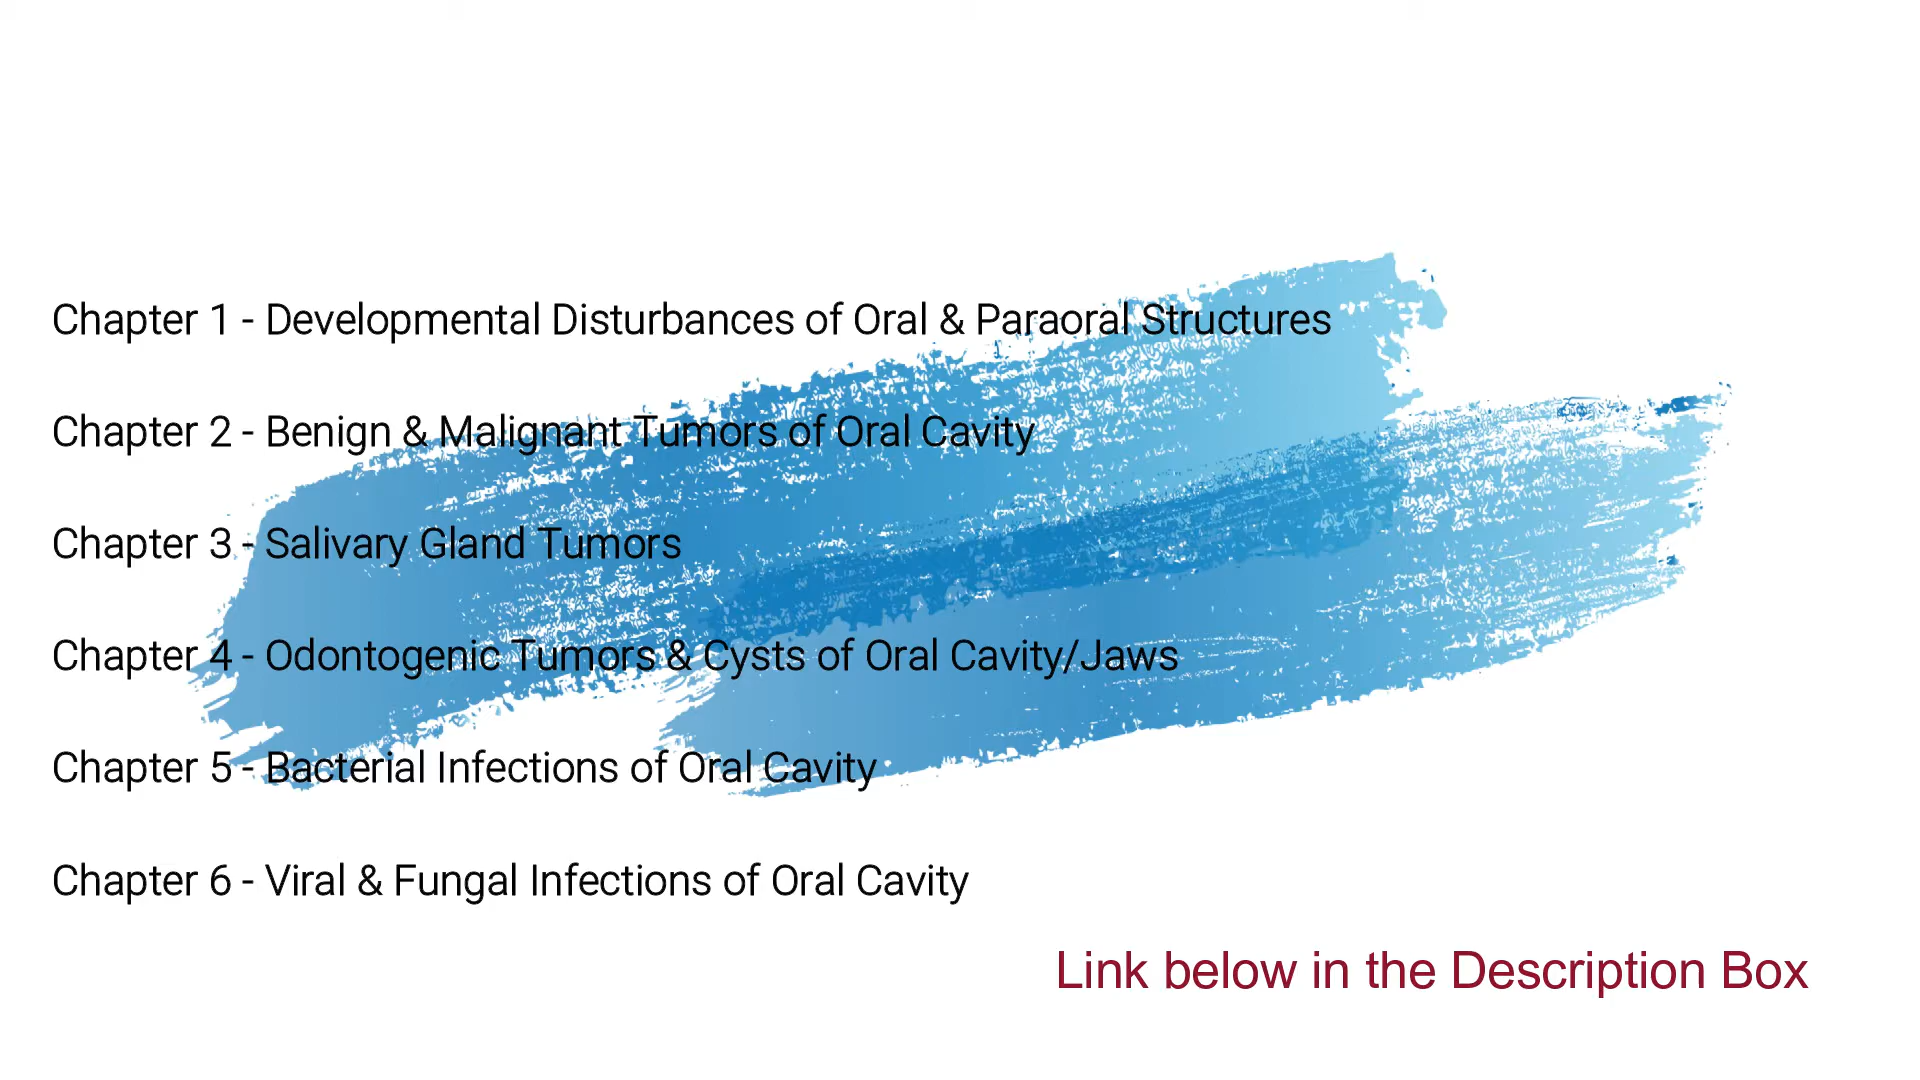 Chapter 1 - Developmental Disturbances of Oral & Paraoral Structures
Chapter 2 - Benign & Malignant Tumors of Oral Cavity
Chapter 3 - Salivary Gland Tumors
Chapter 4 - Odontogenic Tumors & Cysts of Oral Cavity/Jaws
Chapter 5 - Bacterial Infections of Oral Cavity
Chapter 6 - Viral & Fungal Infections of Oral Cavity
Link below in the Description Box